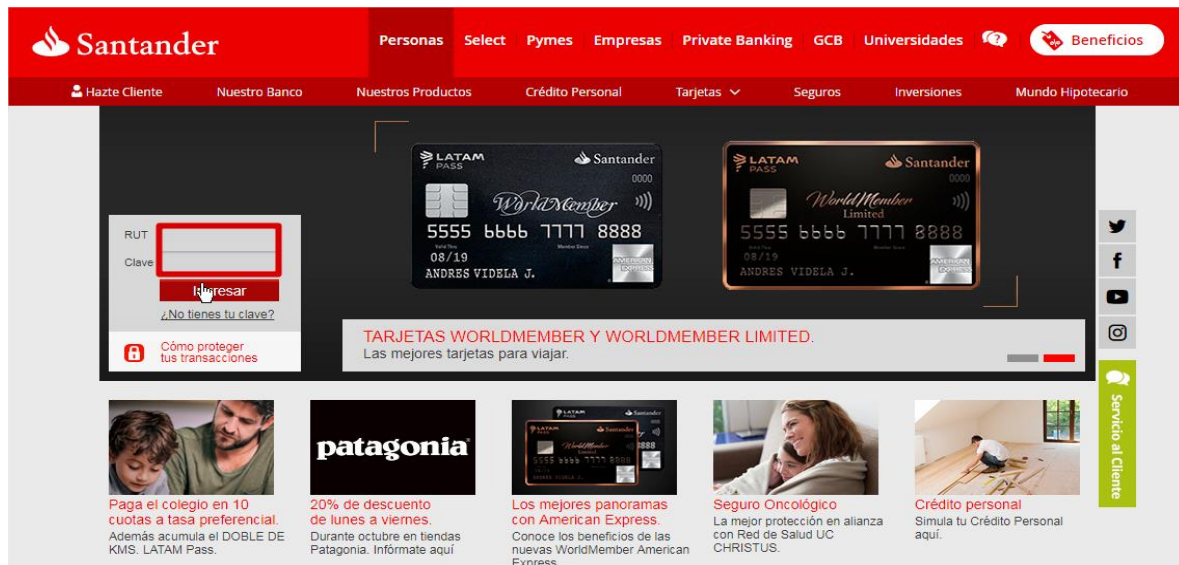 Santander
Personas Select Pymes Empresas Private Banking GCB Universidades Beneficios
Hazte Cliente Nuestro Banco Nuestros Productos Crédito Personal Tarjetas Seguros Inversiones Mundo Hipotecario
LATAM PASS Santander
0000
WorldMember
5555 6666 7777 8888
08/19
ANDRES VIDELA J.
AMERICAN EXPRESS
LATAM PASS Santander
0000
WorldMember
Limited
5555 6666 7777 8888
08/19
ANDRES VIDELA J.
RUT
Clave
Ingresar
¿No tienes tu clave?
Cómo proteger
tus transacciones
TARJETAS WORLDMEMBER Y WORLDMEMBER LIMITED.
Las mejores tarjetas para viajar.
Servicio al Cliente
Paga el colegio en 10
cuotas a tasa preferencial.
Además acumula el DOBLE DE
KMS. LATAM Pass.
patagonia
20% de descuento
de lunes a viernes.
Durante octubre en tiendas
Patagonia. Infórmate aquí
Los mejores panoramas
con American Express.
Conoce los beneficios de las
nuevas WorldMember American
Express.
Seguro Oncológico
La mejor protección en alianza
con Red de Salud UC
CHRISTUS.
Crédito personal
Simula tu Crédito Personal
aquí.